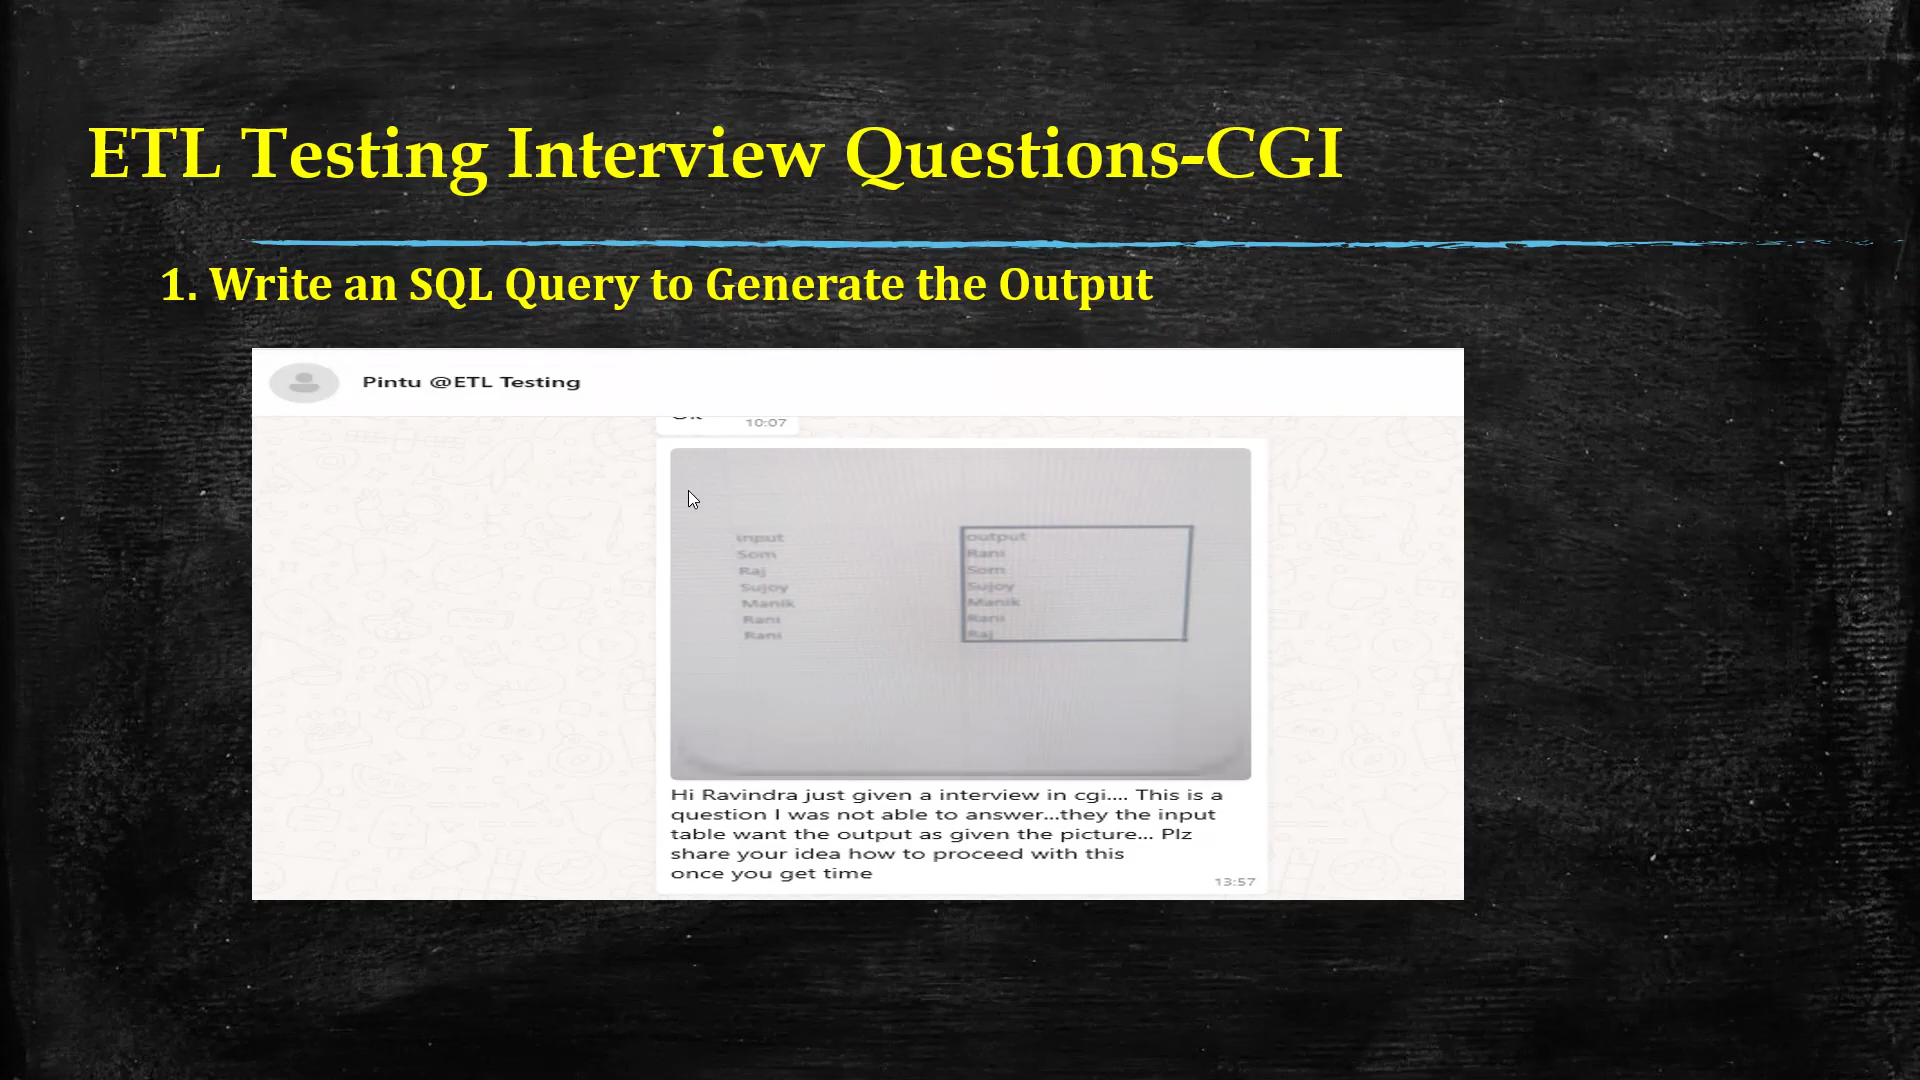 ETL Testing Interview Questions-CGI
1. Write an SQL Query to Generate the Output
Pintu @ETL Testing
10:07
input
Som
Raj
Sujoy
Manik
Rani
Rani
output
Rani
Som
Sujoy
Manik
Rani
Raj
Hi Ravindra just given a interview in cgi.... This is a
question I was not able to answer...they the input
table want the output as given the picture... Plz
share your idea how to proceed with this
once you get time
13:57